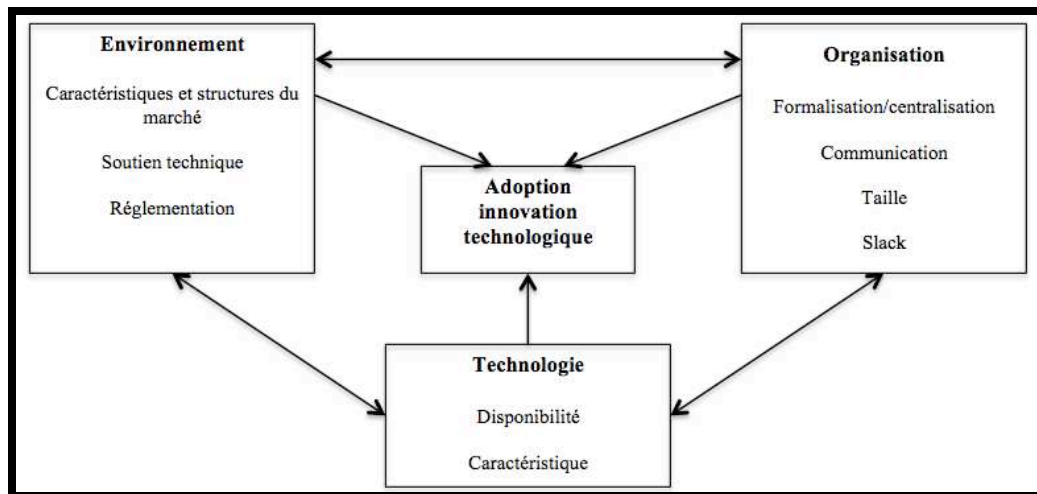 Environnement
Caractéristiques et structures du
marché
Soutien technique
Réglementation
Organisation
Formalisation/centralisation
Communication
Taille
Slack
Adoption
innovation
technologique
Technologie
Disponibilité
Caractéristique